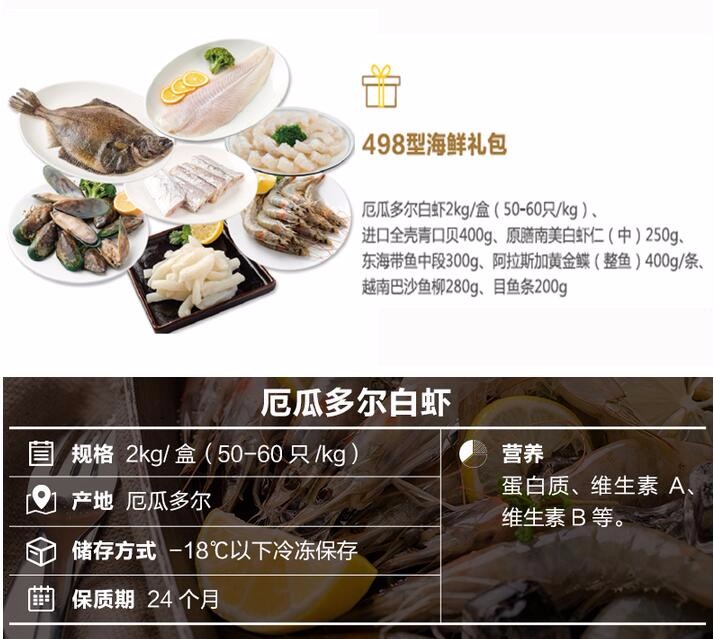 498型海鲜礼包
厄瓜多尔白虾2kg/盒（50-60只/kg）、
进口全壳青口贝400g、原膳南美白虾仁（中）250g、
东海带鱼中段300g、阿拉斯加黄金鲽（整鱼）400g/条、
越南巴沙鱼柳280g、目鱼条200g
厄瓜多尔白虾
规格 2kg/盒（50-60只/kg）
产地 厄瓜多尔
储存方式 -18℃以下冷冻保存
保质期 24个月
营养
蛋白质、维生素 A、
维生素B等。